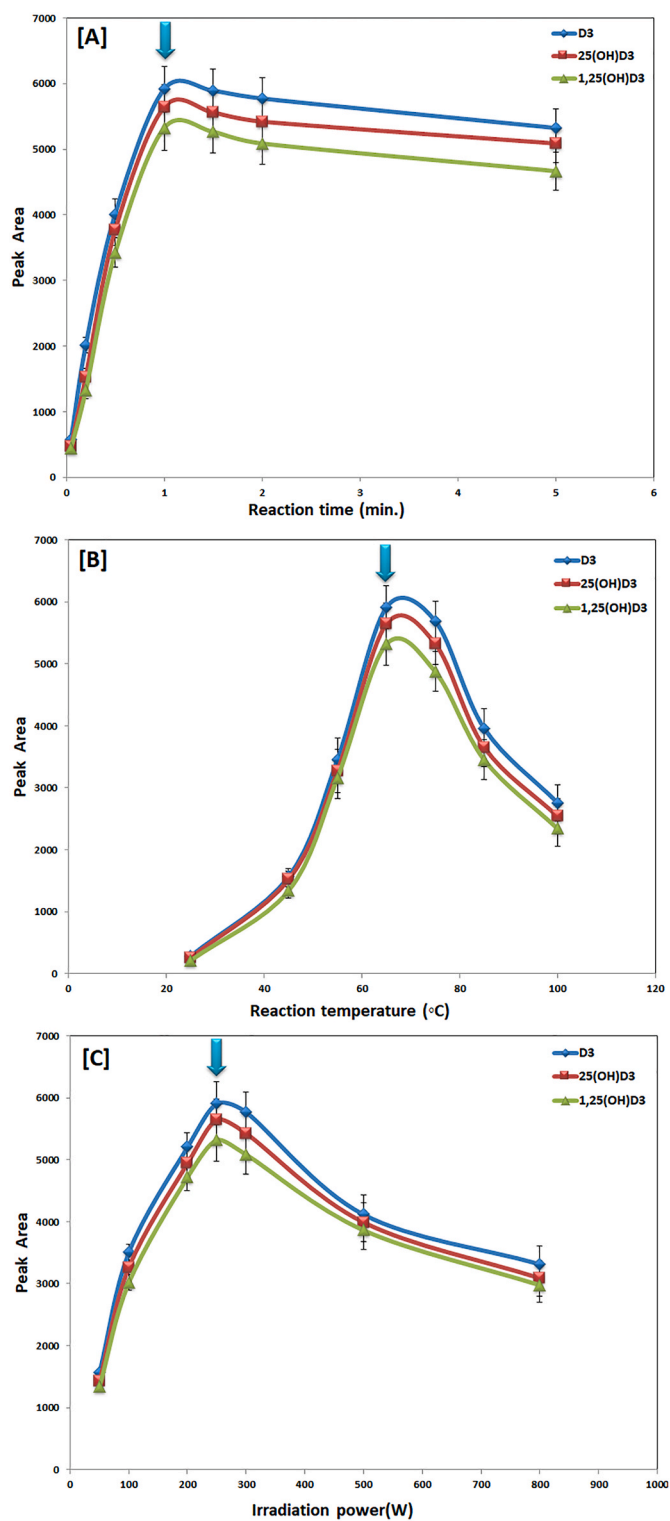 [A]
D3
25(OH)D3
1,25(OH)D3
7000
6000
5000
4000
3000
2000
1000
0
Peak Area
0 1 2 3 4 5 6
Reaction time (min.)
[B]
D3
25(OH)D3
1,25(OH)D3
7000
6000
5000
4000
3000
2000
1000
0
Peak Area
0 20 40 60 80 100 120
Reaction temperature (◦C)
[C]
D3
25(OH)D3
1,25(OH)D3
7000
6000
5000
4000
3000
2000
1000
0
Peak Area
0 100 200 300 400 500 600 700 800 900 1000
Irradiation power(W)